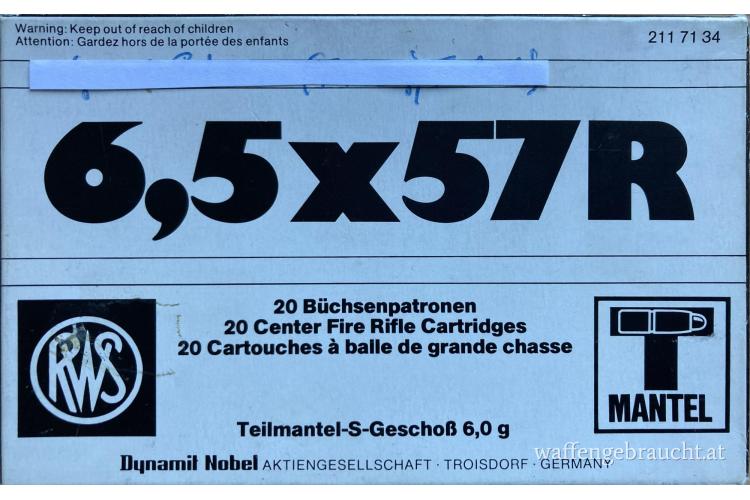 Warning: Keep out of reach of children
Attention: Gardez hors de la portée des enfants
211 71 34
6,5x57R
20 Büchsenpatronen
20 Center Fire Rifle Cartridges
20 Cartouches à balle de grande chasse
RWS
T
MANTEL
Teilmantel-S-Geschoß 6,0 g
Dynamit Nobel AKTIENGESELLSCHAFT · TROISDORF · GERMANY
waffengebraucht.at